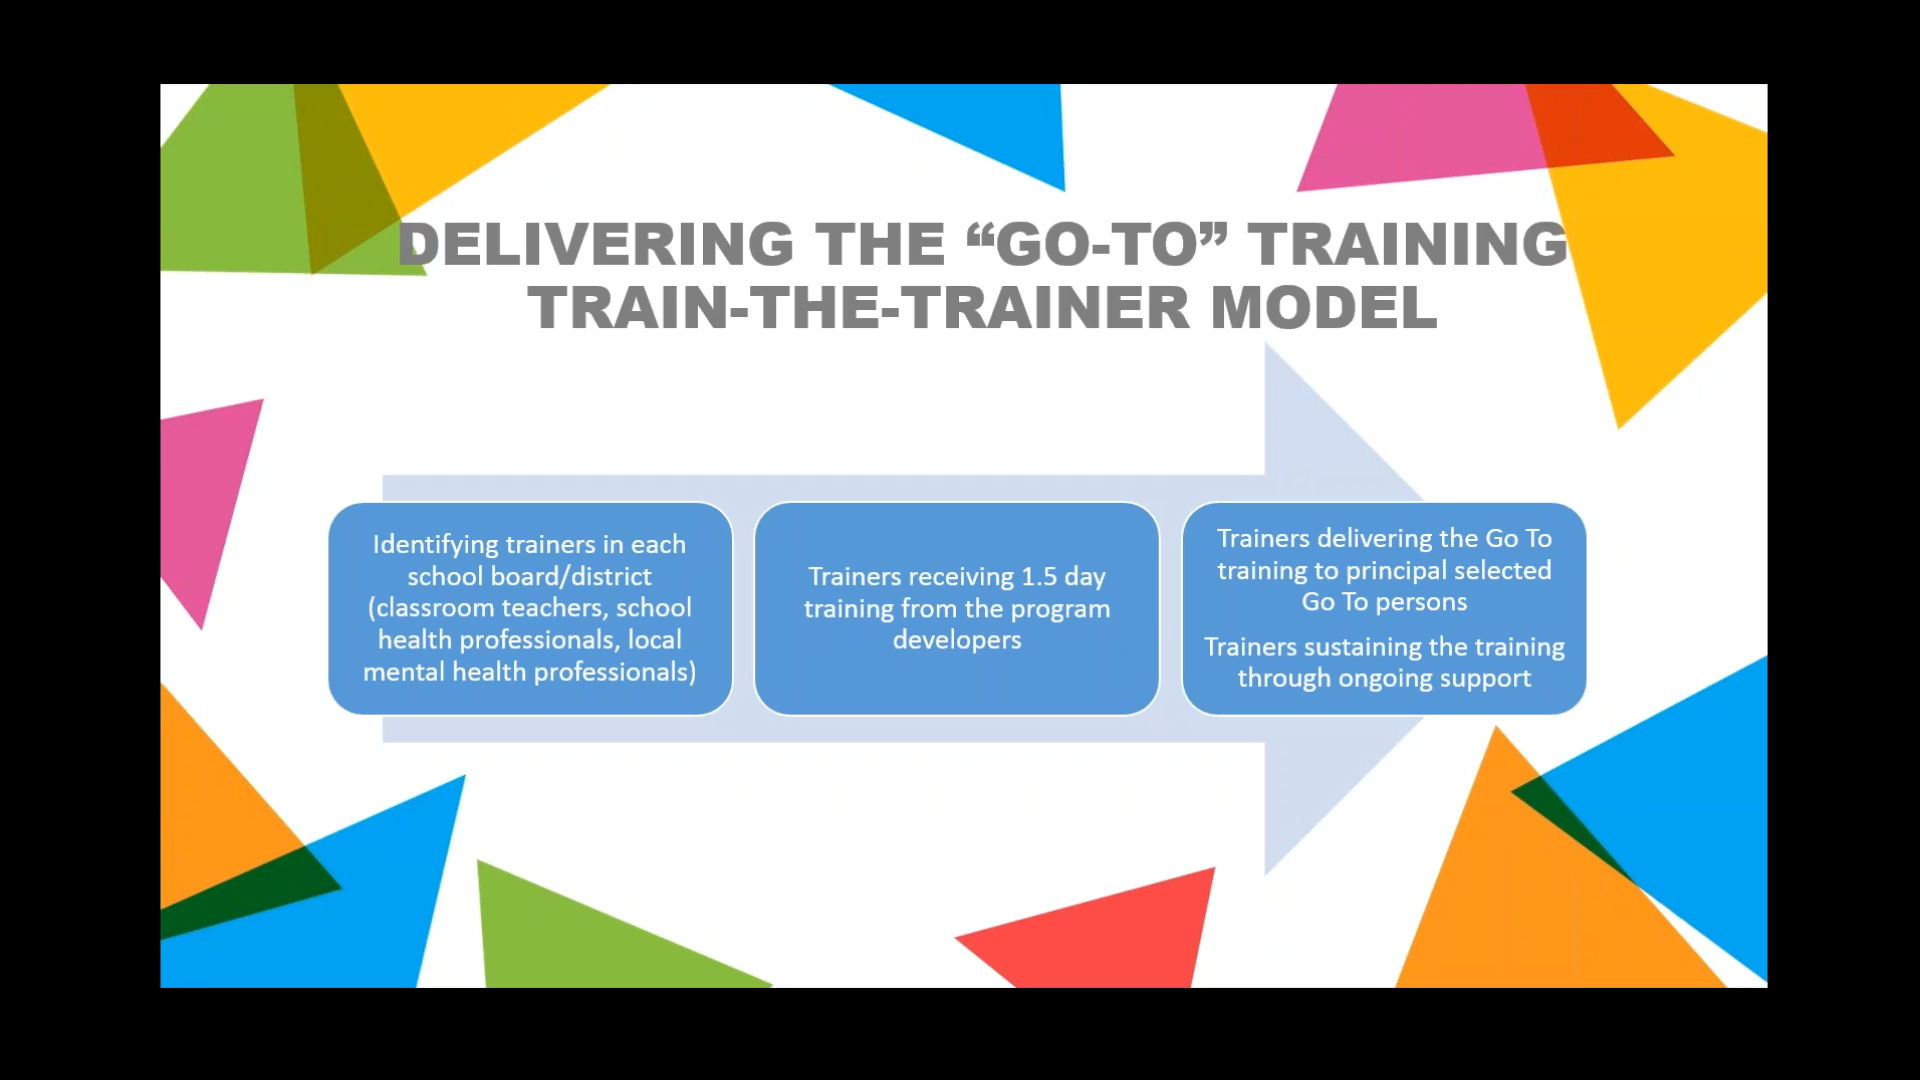 DELIVERING THE “GO-TO” TRAINING
TRAIN-THE-TRAINER MODEL
Identifying trainers in each
school board/district
(classroom teachers, school
health professionals, local
mental health professionals)
Trainers receiving 1.5 day
training from the program
developers
Trainers delivering the Go To
training to principal selected
Go To persons
Trainers sustaining the training
through ongoing support